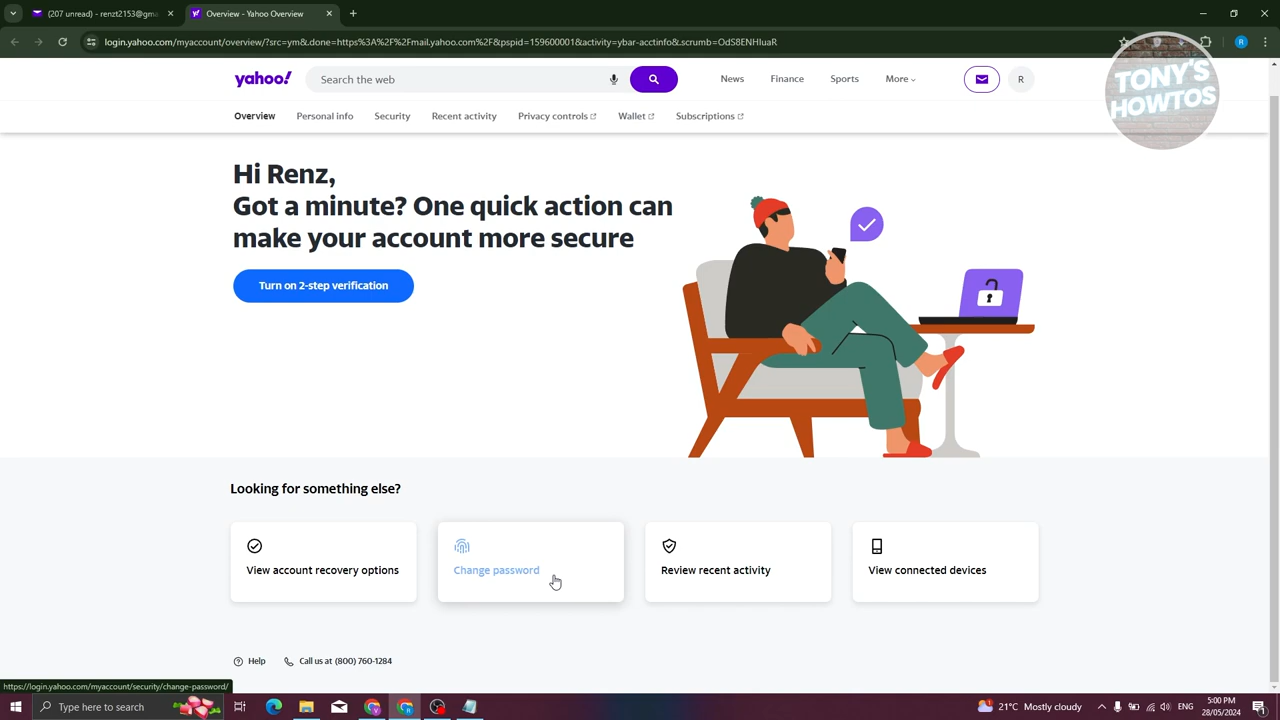 (207 unread) - renzt2153@gma
Overview - Yahoo Overview
login.yahoo.com/myaccount/overview/?src=ym&.done=https%3A%2F%2Fmail.yahoo.com%2F&pspid=159600001&activity=ybar-acctinfo&.scrumb=OdS8ENHIuaR
R
yahoo!
Search the web
News
Finance
Sports
More
R
TONY'S
HOWTOS
Overview
Personal info
Security
Recent activity
Privacy controls
Wallet
Subscriptions
Hi Renz,
Got a minute? One quick action can
make your account more secure
Turn on 2-step verification
Looking for something else?
View account recovery options
Change password
Review recent activity
View connected devices
Help
Call us at (800) 760-1284
https://login.yahoo.com/myaccount/security/change-password/
Type here to search
21°C Mostly cloudy
ENG
5:00 PM
28/05/2024